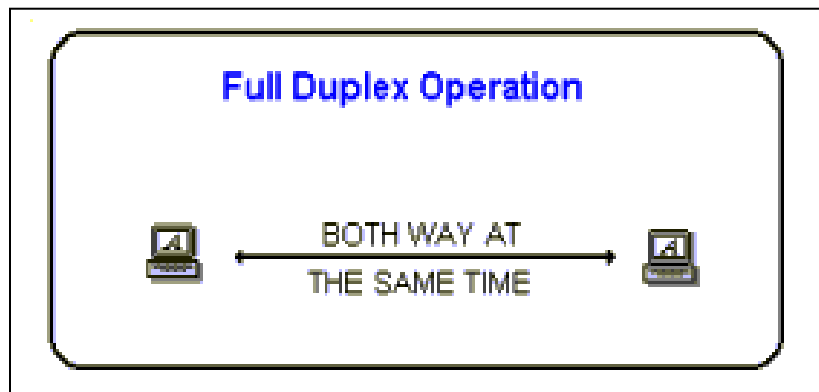 Full Duplex Operation
BOTH WAY AT
THE SAME TIME
A
A